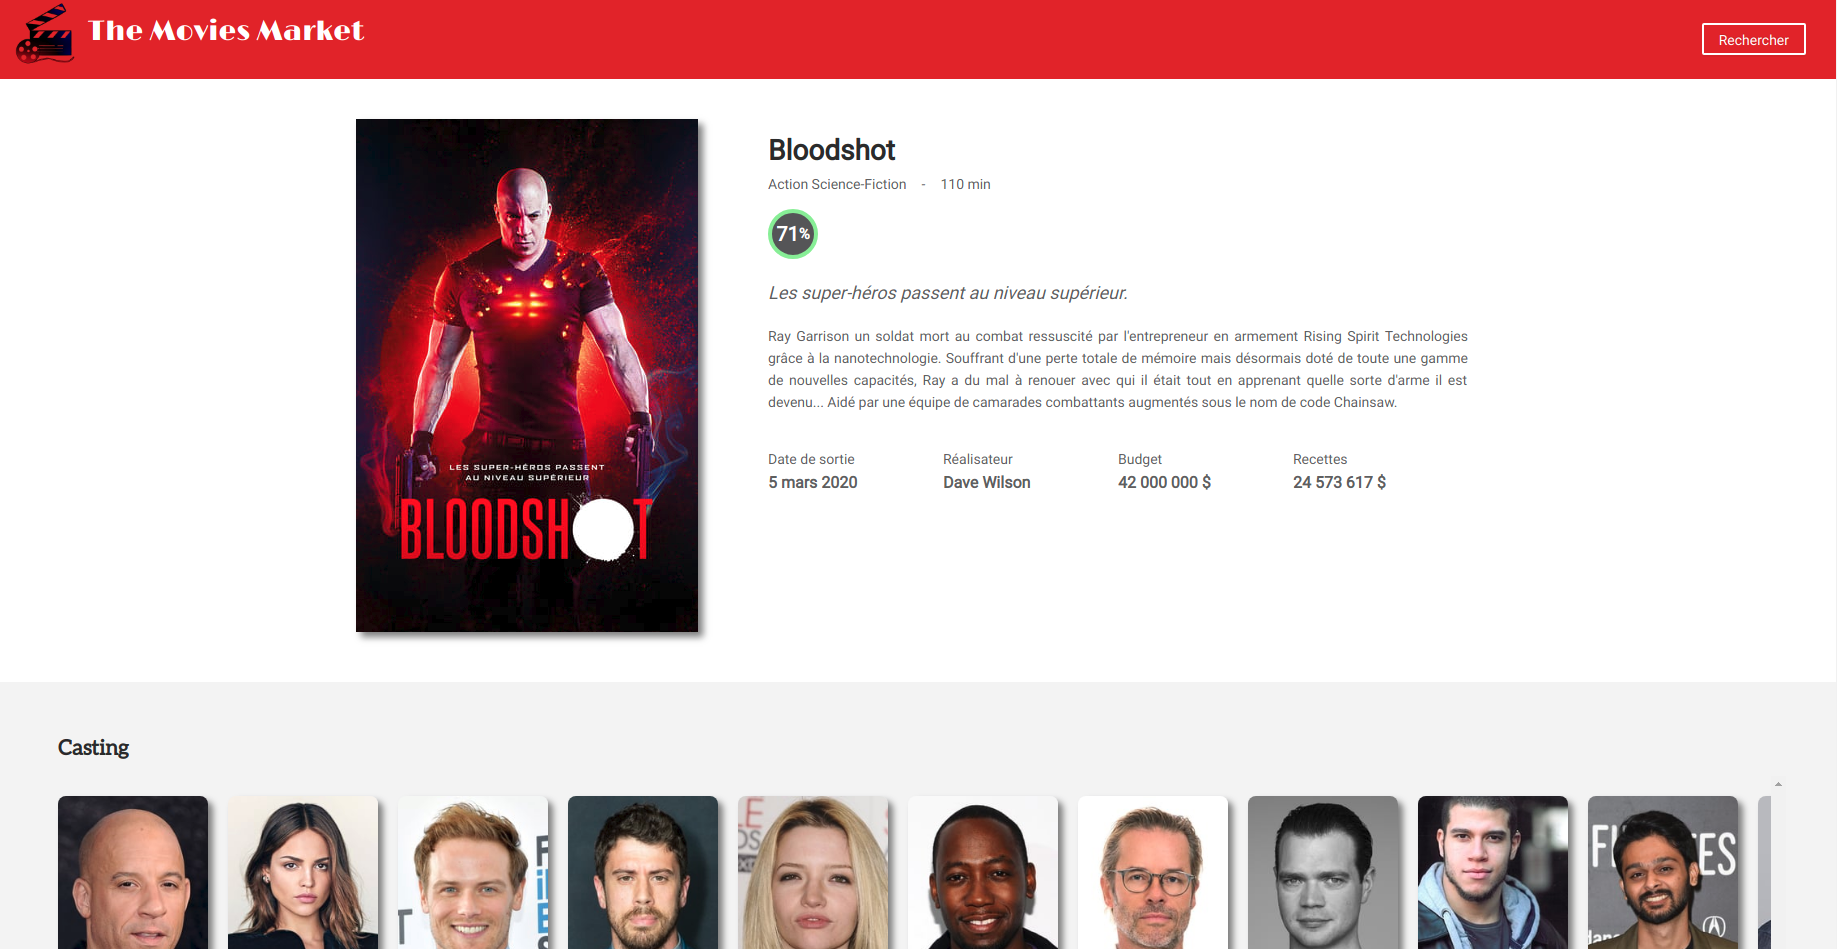 The Movies Market
Rechercher
LES SUPER-HÉROS PASSENT
AU NIVEAU SUPÉRIEUR
BLOODSHOT
Bloodshot
Action Science-Fiction - 110 min
71%
Les super-héros passent au niveau supérieur.
Ray Garrison un soldat mort au combat ressuscité par l'entrepreneur en armement Rising Spirit Technologies
grâce à la nanotechnologie. Souffrant d'une perte totale de mémoire mais désormais doté de toute une gamme
de nouvelles capacités, Ray a du mal à renouer avec qui il était tout en apprenant quelle sorte d'arme il est
devenu... Aidé par une équipe de camarades combattants augmentés sous le nom de code Chainsaw.
Date de sortie
5 mars 2020
Réalisateur
Dave Wilson
Budget
42 000 000 $
Recettes
24 573 617 $
Casting